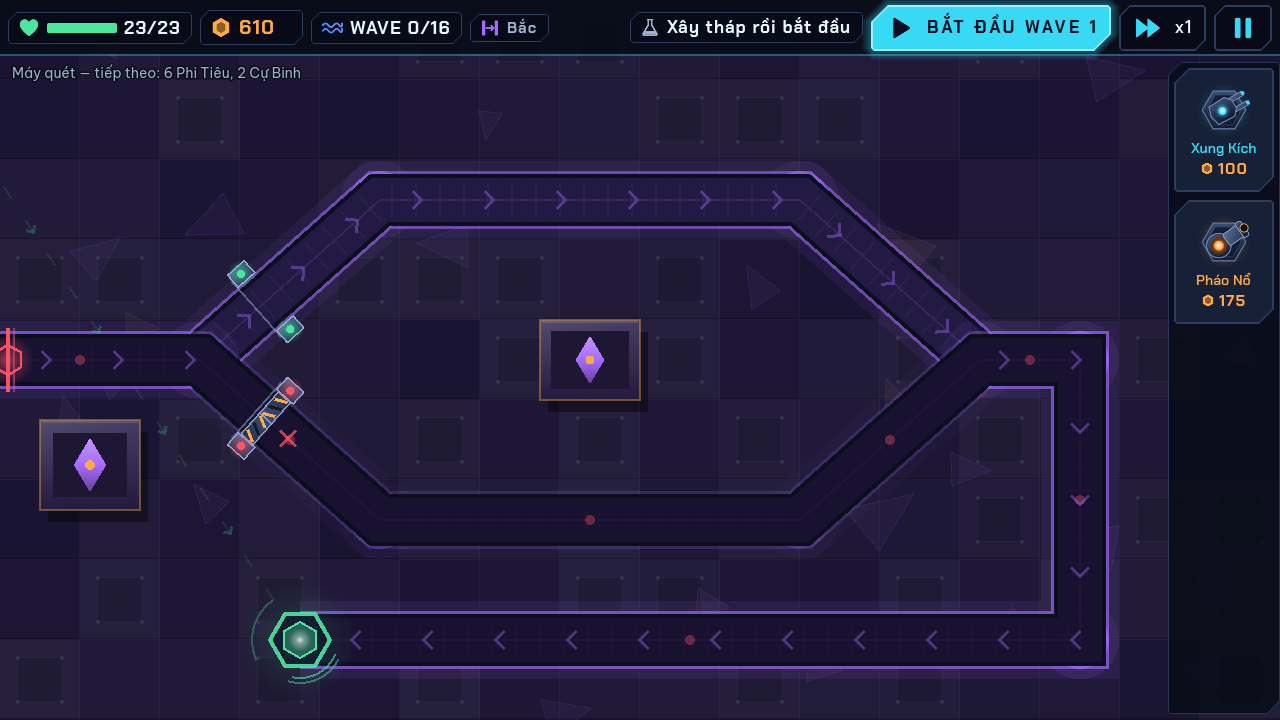 23/23
610
WAVE 0/16
Bắc
Xây tháp rồi bắt đầu
BẮT ĐẦU WAVE 1
x1
Máy quét — tiếp theo: 6 Phi Tiêu, 2 Cự Binh
Xung Kích
100
Pháo Nổ
175